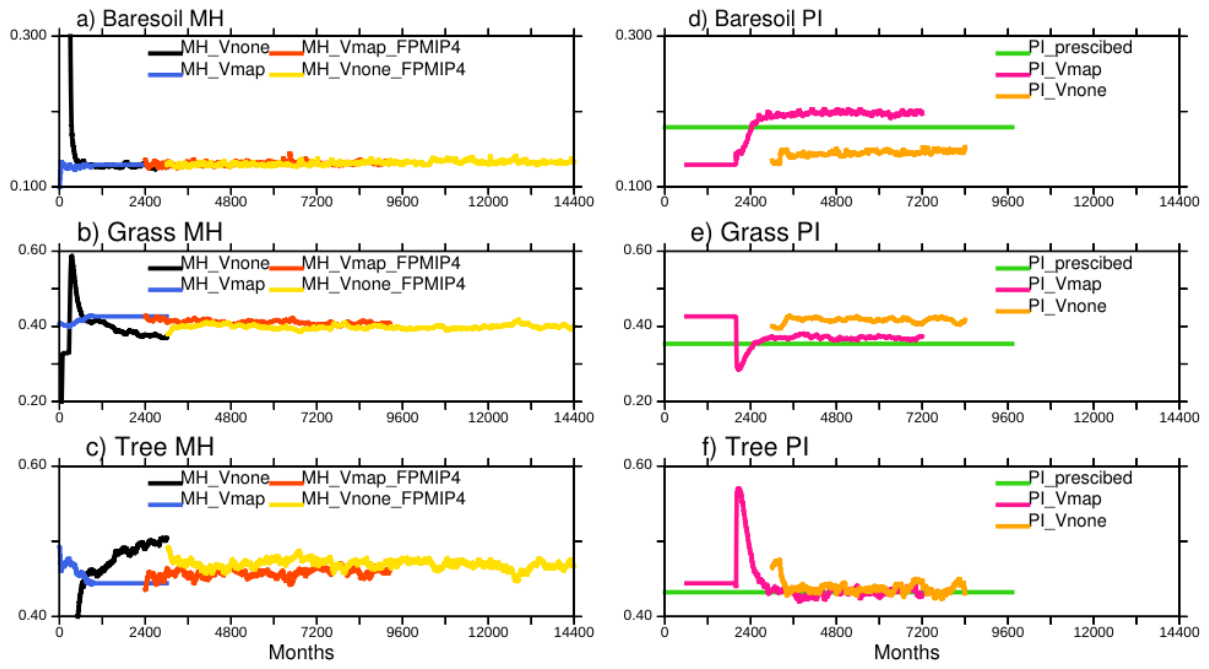 a) Baresoil MH
0.300
MH_Vnone MH_Vmap_FPMIP4
MH_Vmap MH_Vnone_FPMIP4
0.100
0 2400 4800 7200 9600 12000 14400
b) Grass MH
0.60
MH_Vnone MH_Vmap_FPMIP4
MH_Vmap MH_Vnone_FPMIP4
0.40
0.20
0 2400 4800 7200 9600 12000 14400
c) Tree MH
0.60
MH_Vnone MH_Vmap_FPMIP4
MH_Vmap MH_Vnone_FPMIP4
0.40
0 2400 4800 7200 9600 12000 14400
Months
d) Baresoil PI
0.300
PI_prescibed
PI_Vmap
PI_Vnone
0.100
0 2400 4800 7200 9600 12000 14400
e) Grass PI
0.60
PI_prescibed
PI_Vmap
PI_Vnone
0.40
0.20
0 2400 4800 7200 9600 12000 14400
f) Tree PI
0.60
PI_prescibed
PI_Vmap
PI_Vnone
0.40
0 2400 4800 7200 9600 12000 14400
Months